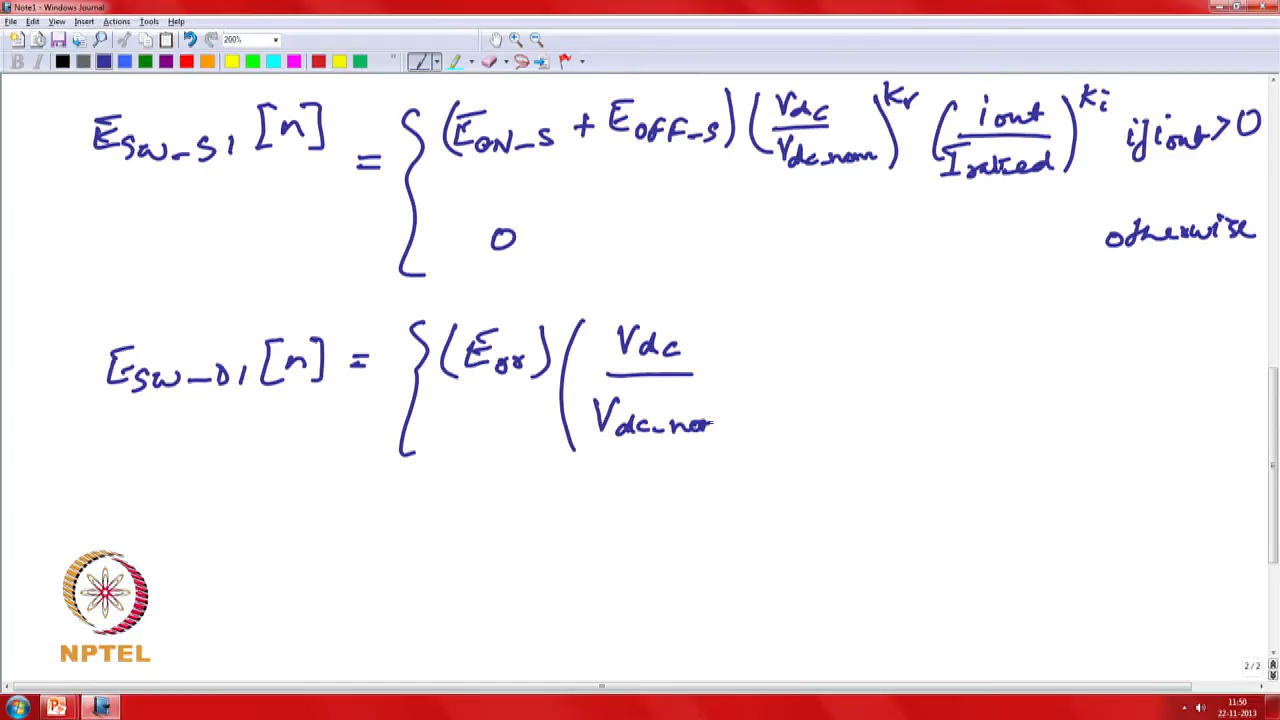 Note1 - Windows Journal
File Edit View Insert Actions Tools Help
200%
E_SW_S1 [n] = { (E_ON_S + E_OFF_S) (Vdc / Vdc_nom)^Kv (iout / Irated)^Ki if iout > 0
0 otherwise
E_SW_D1 [n] = { (E_rr) ( Vdc / Vdc_nom
NPTEL
2/2
11:50
22-11-2013